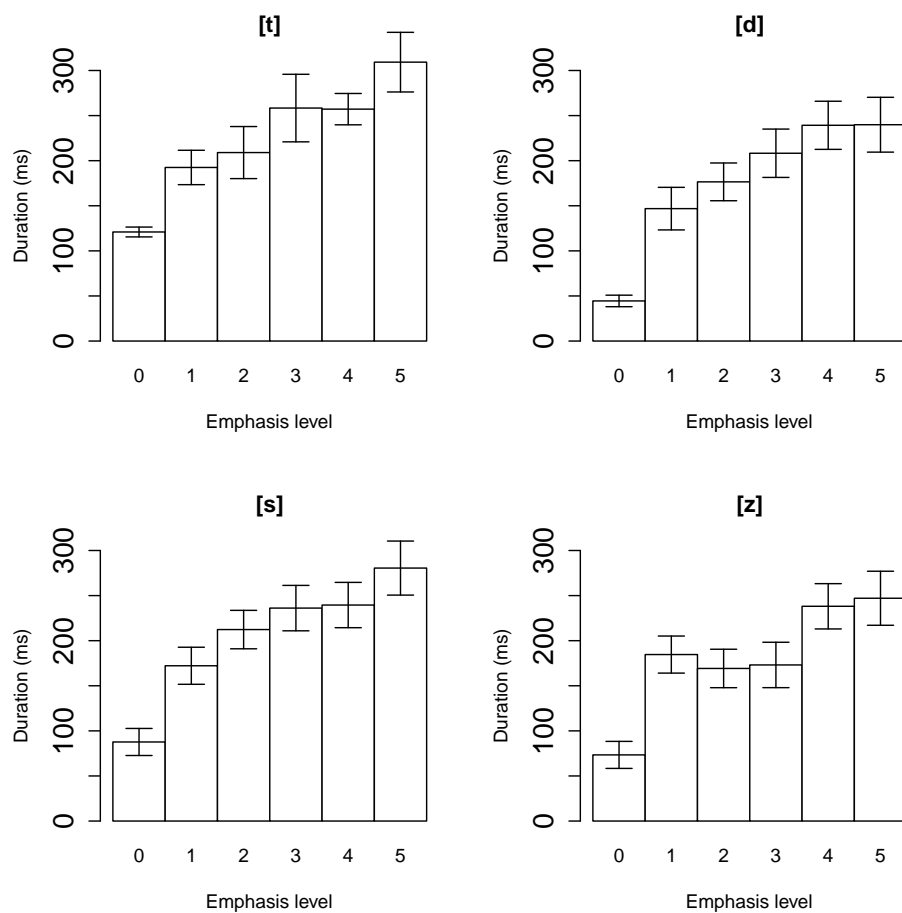 [t]
Duration (ms)
300
200
100
0
0 1 2 3 4 5
Emphasis level
[d]
Duration (ms)
300
200
100
0
0 1 2 3 4 5
Emphasis level
[s]
Duration (ms)
300
200
100
0
0 1 2 3 4 5
Emphasis level
[z]
Duration (ms)
300
200
100
0
0 1 2 3 4 5
Emphasis level